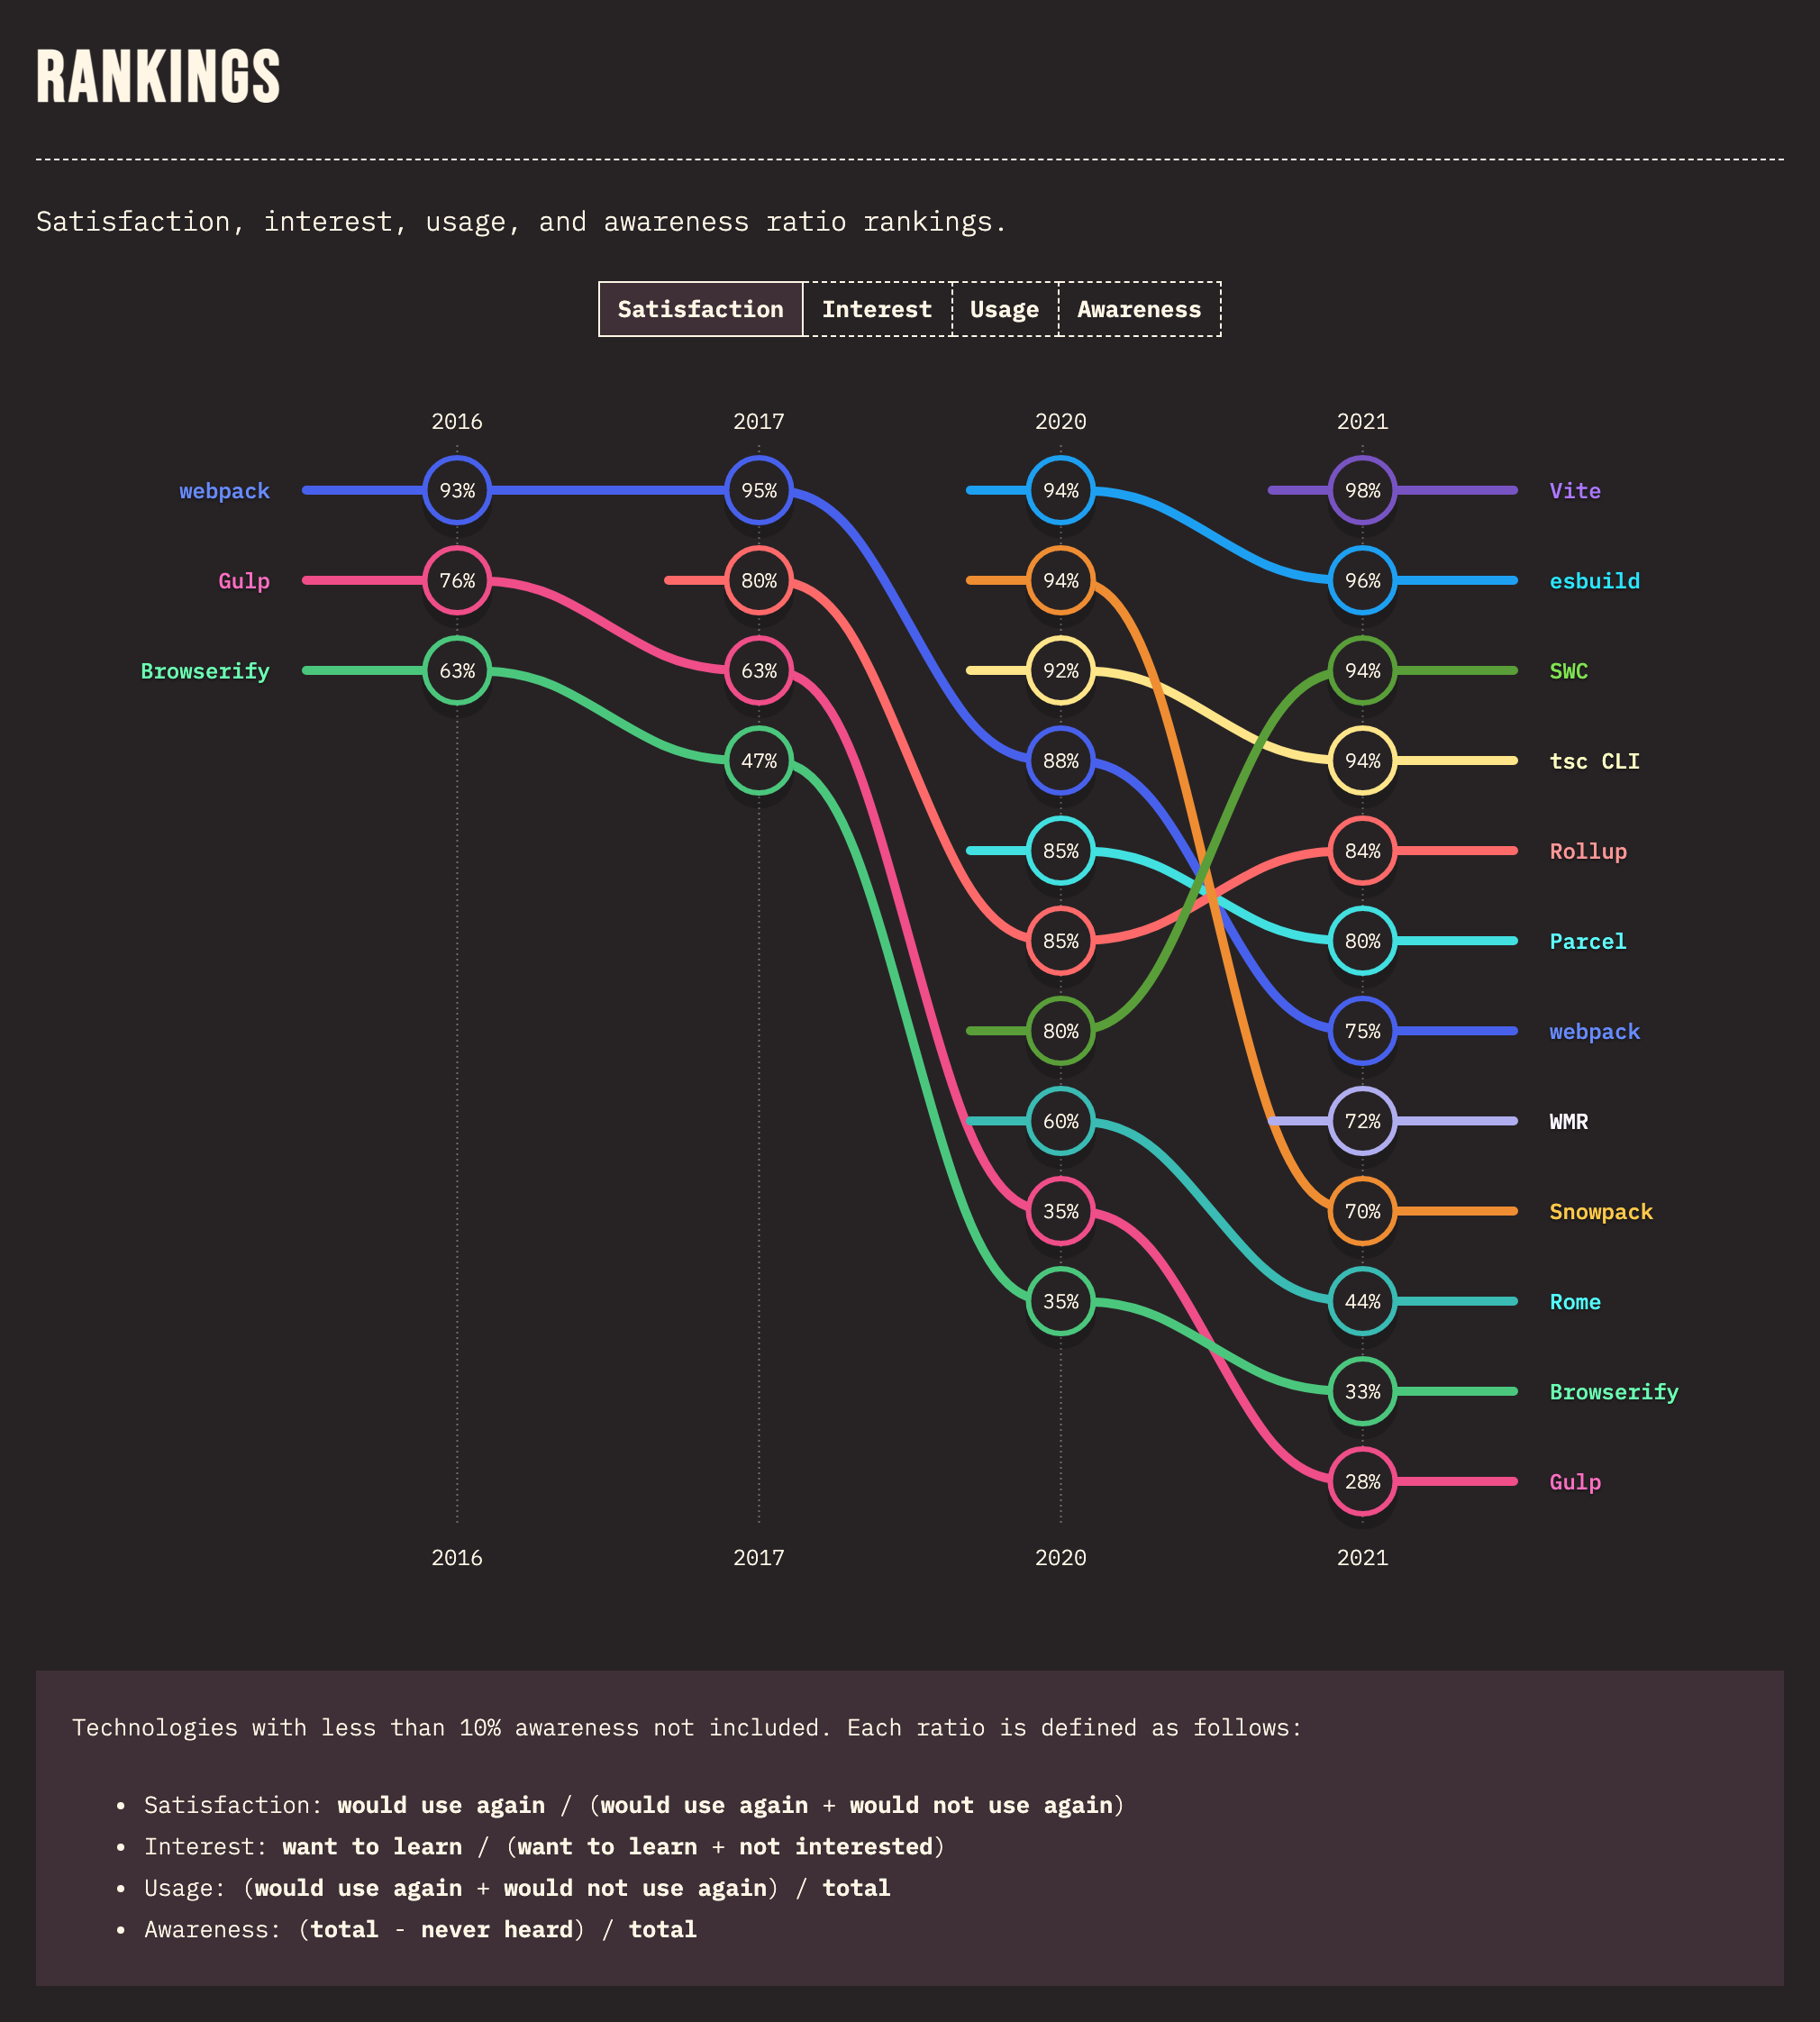 RANKINGS
Satisfaction, interest, usage, and awareness ratio rankings.
Satisfaction Interest Usage Awareness
2016 2017 2020 2021
webpack 93% 95% 94% 98% Vite
Gulp 76% 80% 94% 96% esbuild
Browserify 63% 63% 92% 94% SWC
47% 88% 94% tsc CLI
85% 84% Rollup
85% 80% Parcel
80% 75% webpack
60% 72% WMR
35% 70% Snowpack
35% 44% Rome
33% Browserify
28% Gulp
2016 2017 2020 2021
Technologies with less than 10% awareness not included. Each ratio is defined as follows:
• Satisfaction: would use again / (would use again + would not use again)
• Interest: want to learn / (want to learn + not interested)
• Usage: (would use again + would not use again) / total
• Awareness: (total - never heard) / total